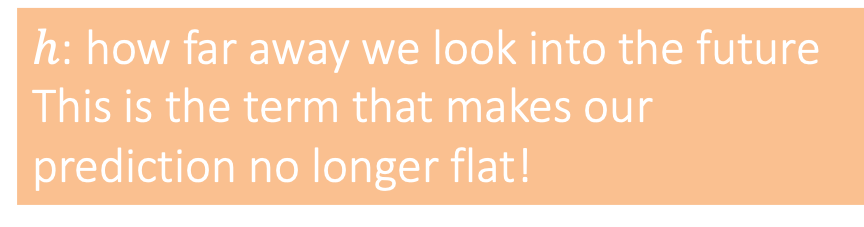 h: how far away we look into the future
This is the term that makes our
prediction no longer flat!